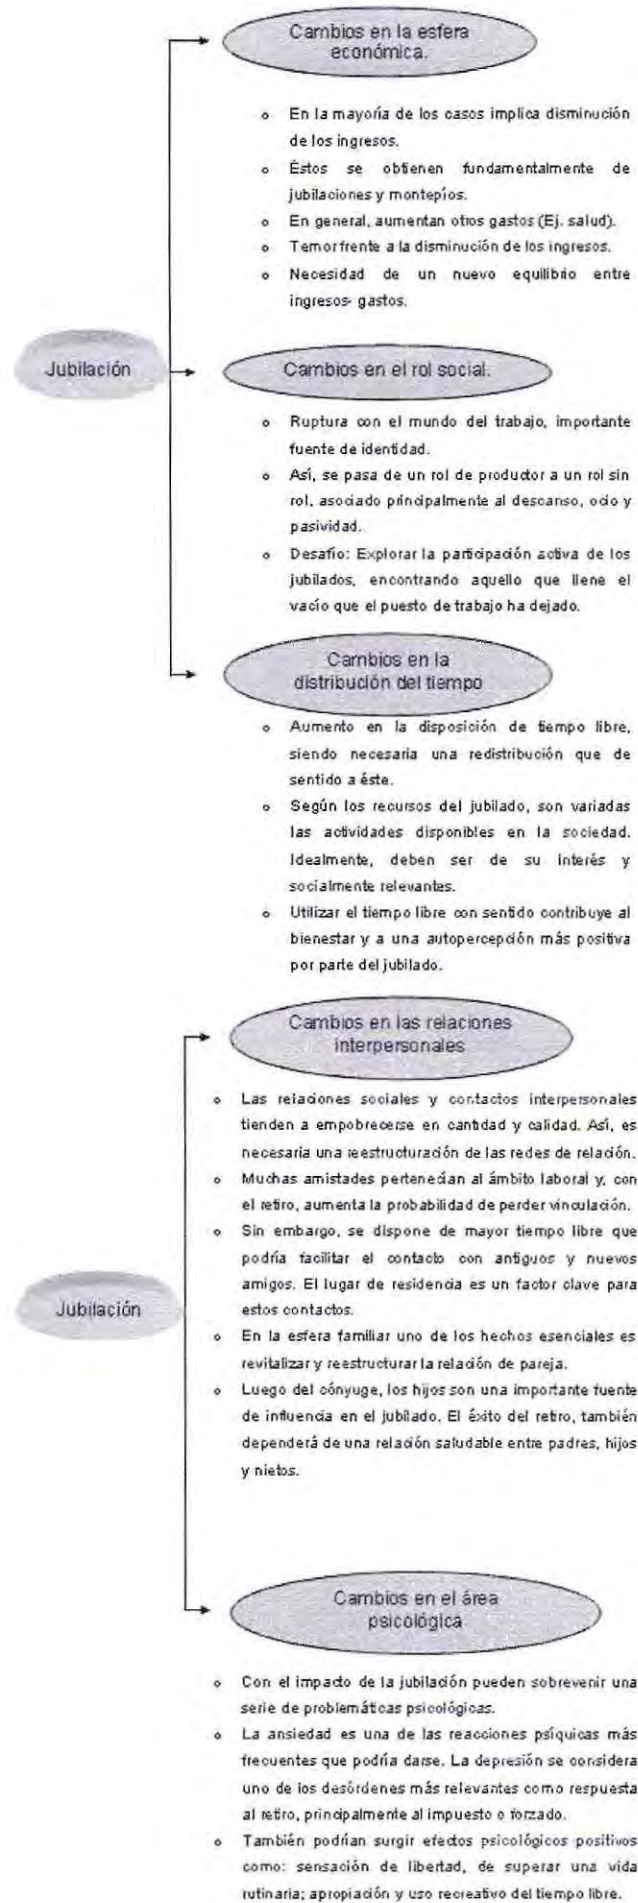 Cambios en la esfera
económica.
o En la mayoría de los casos implica disminución
de los ingresos.
o Éstos se obtienen fundamentalmente de
jubilaciones y montepíos.
o En general, aumentan otros gastos (Ej. salud).
o Temor frente a la disminución de los ingresos.
o Necesidad de un nuevo equilibrio entre
ingresos- gastos.
Jubilación
Cambios en el rol social.
o Ruptura con el mundo del trabajo, importante
fuente de identidad.
o Así, se pasa de un rol de productor a un rol sin
rol, asociado principalmente al descanso, ocio y
pasividad.
o Desafío: Explorar la participación activa de los
jubilados, encontrando aquello que llene el
vacío que el puesto de trabajo ha dejado.
Cambios en la
distribución del tiempo
o Aumento en la disposición de tiempo libre,
siendo necesaria una redistribución que de
sentido a éste.
o Según los recursos del jubilado, son variadas
las actividades disponibles en la sociedad.
Idealmente, deben ser de su interés y
socialmente relevantes.
o Utilizar el tiempo libre con sentido contribuye al
bienestar y a una autopercepción más positiva
por parte del jubilado.
Cambios en las relaciones
interpersonales
o Las relaciones sociales y contactos interpersonales
tienden a empobrecerse en cantidad y calidad. Así, es
necesaria una reestructuración de las redes de relación.
o Muchas amistades pertenecían al ámbito laboral y, con
el retiro, aumenta la probabilidad de perder vinculación.
o Sin embargo, se dispone de mayor tiempo libre que
podría facilitar el contacto con antiguos y nuevos
amigos. El lugar de residencia es un factor clave para
estos contactos.
Jubilación
o En la esfera familiar uno de los hechos esenciales es
revitalizar y reestructurar la relación de pareja.
o Luego del cónyuge, los hijos son una importante fuente
de influencia en el jubilado. El éxito del retiro, también
dependerá de una relación saludable entre padres, hijos
y nietos.
Cambios en el área
psicológica
o Con el impacto de la jubilación pueden sobrevenir una
serie de problemáticas psicológicas.
o La ansiedad es una de las reacciones psíquicas más
frecuentes que podría darse. La depresión se considera
uno de los desórdenes más relevantes como respuesta
al retiro, principalmente al impuesto o forzado.
o También podrían surgir efectos psicológicos positivos
como: sensación de libertad, de superar una vida
rutinaria; apropiación y uso recreativo del tiempo libre.